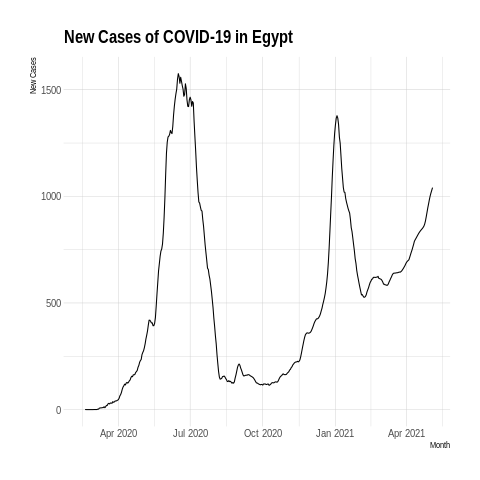 New Cases of COVID-19 in Egypt
New Cases
1500
1000
500
0
Apr 2020 Jul 2020 Oct 2020 Jan 2021 Apr 2021
Month